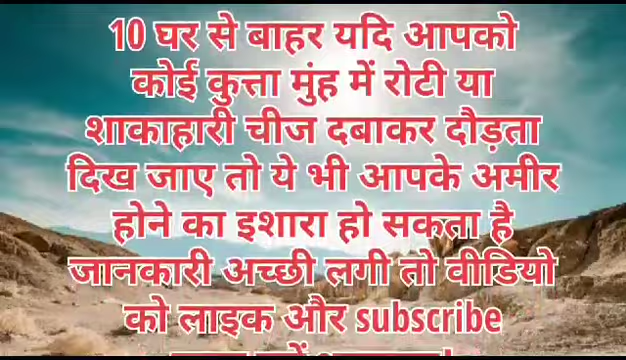 10 घर से बाहर यदि आपको
कोई कुत्ता मुंह में रोटी या
शाकाहारी चीज दबाकर दौड़ता
दिख जाए तो ये भी आपके अमीर
होने का इशारा हो सकता है
जानकारी अच्छी लगी तो वीडियो
को लाइक और subscribe